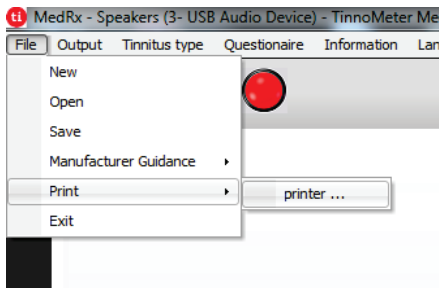 ti MedRx - Speakers (3- USB Audio Device) - TinnoMeter Me
File Output Tinnitus type Questionaire Information Lan
New
Open
Save
Manufacturer Guidance
Print
printer ...
Exit